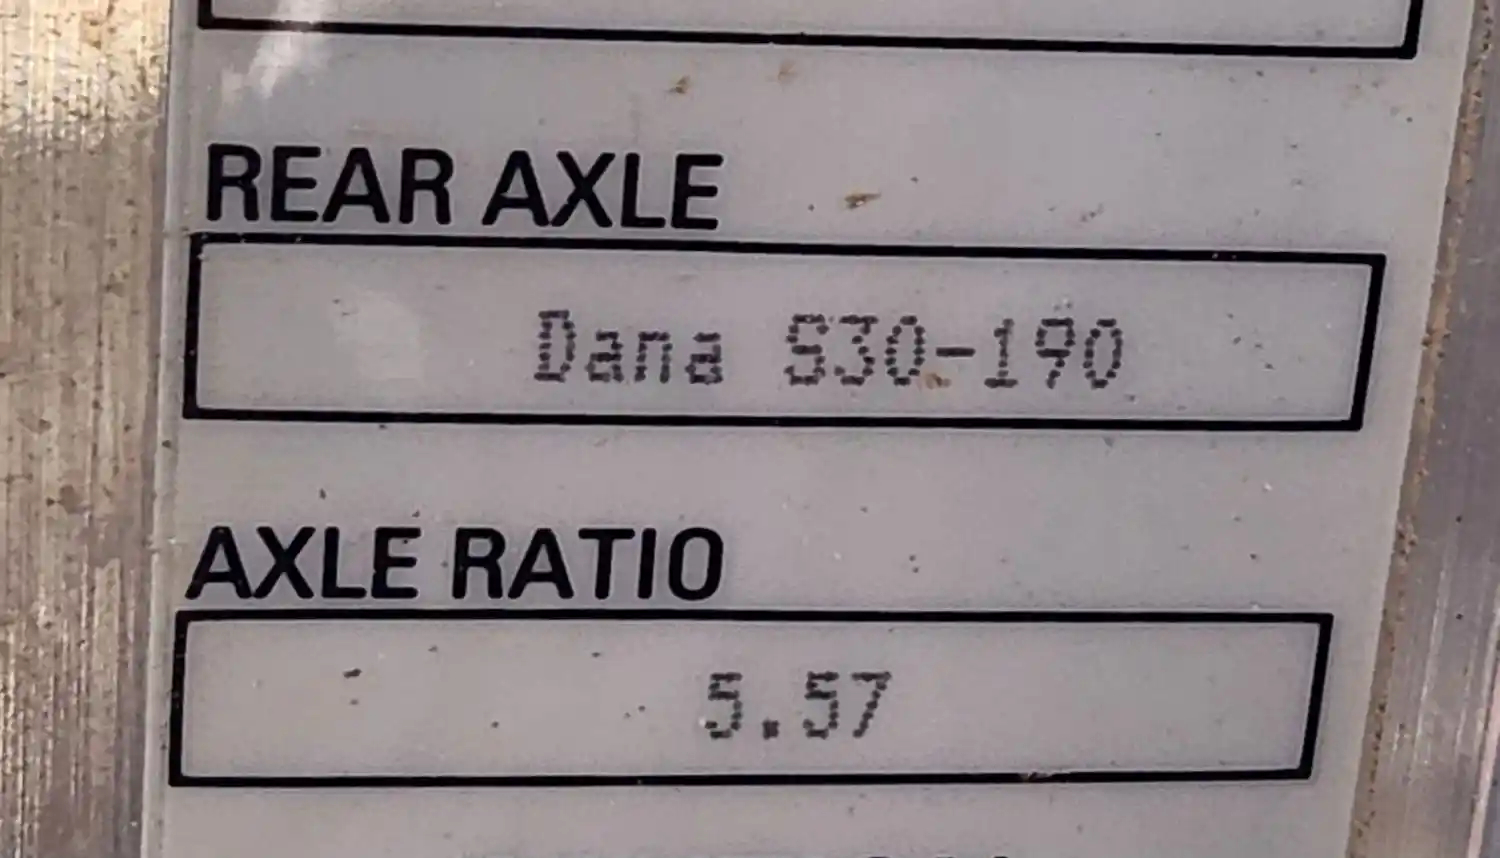 REAR AXLE
Dana S30-190
AXLE RATIO
5.57